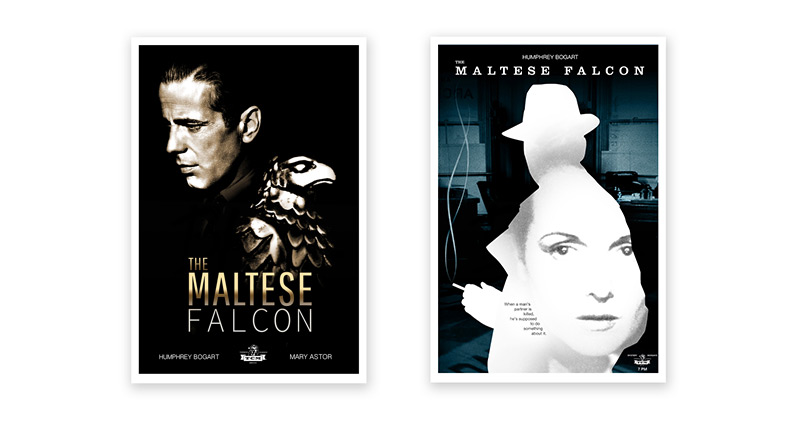 THE
MALTESE
FALCON
HUMPHREY BOGART
MARY ASTOR
HUMPHREY BOGART
THE
MALTESE FALCON
When a man's
partner is
killed,
he's supposed
to do
something
about it.
7 PM